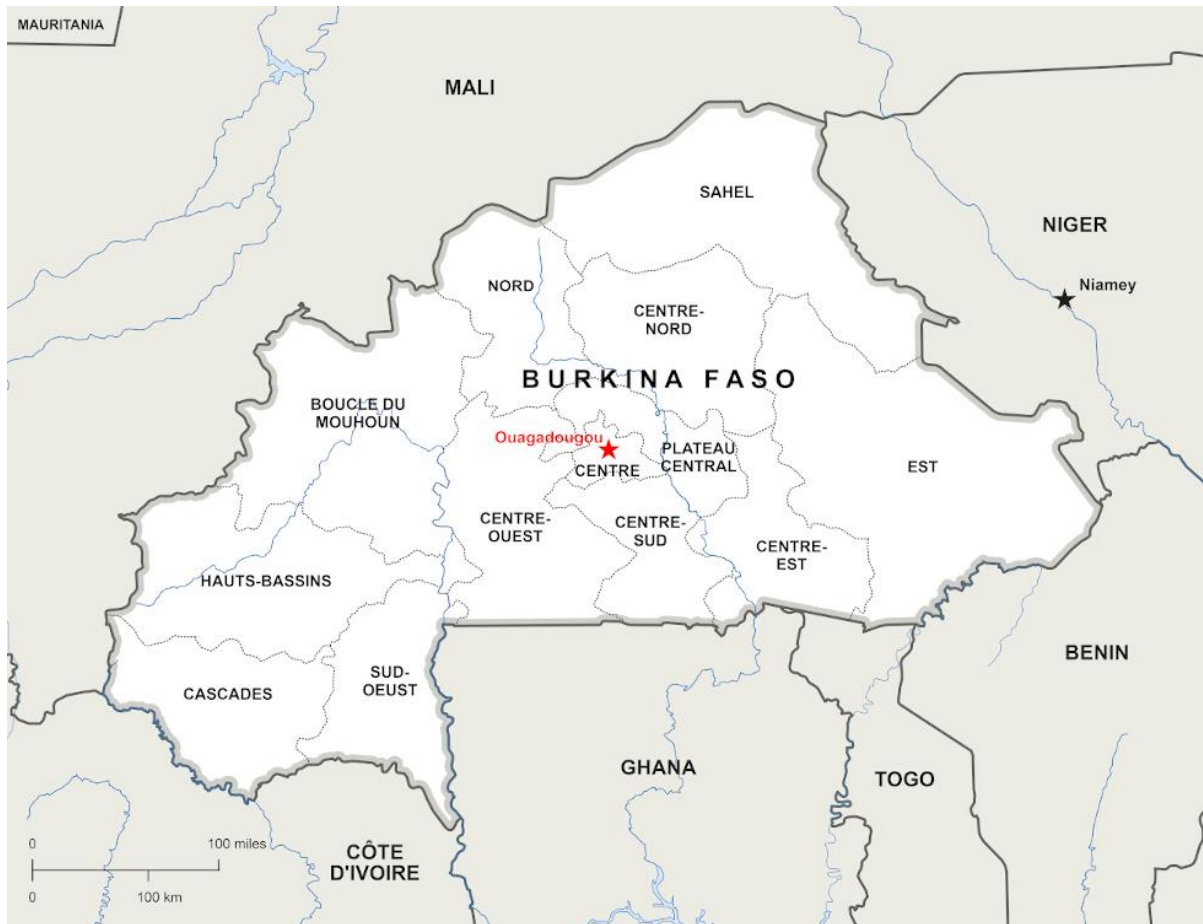 MAURITANIA
MALI
SAHEL
NIGER
Niamey
NORD
CENTRE-
NORD
BURKINA FASO
BOUCLE DU
MOUHOUN
Ouagadougou
PLATEAU
CENTRAL
CENTRE
EST
CENTRE-
OUEST
CENTRE-
SUD
CENTRE-
EST
HAUTS-BASSINS
BENIN
SUD-
OEUST
CASCADES
GHANA
TOGO
CÔTE
D'IVOIRE
0 100 miles
0 100 km